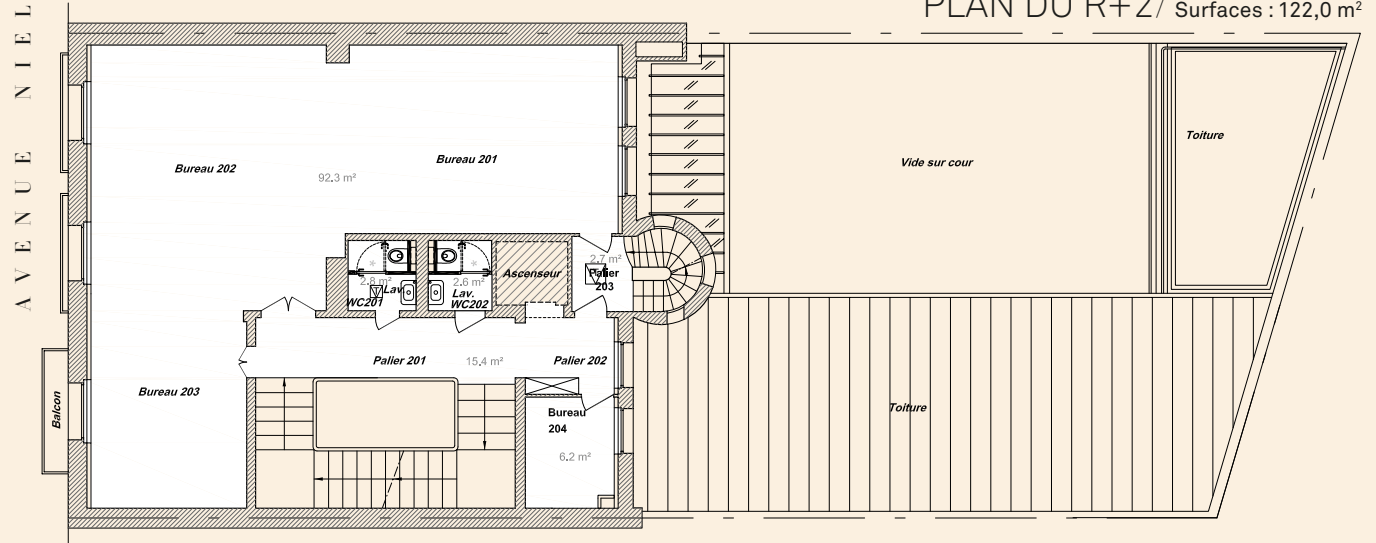 PLAN DU R+2/ Surfaces : 122,0 m²
AVENUE NIEL
Toiture
Bureau 202
Bureau 201
Vide sur cour
92.3 m²
2.7 m²
Palier
203
Ascenseur
2.8 m²
Lav.
WC201
2.6 m²
Lav.
WC202
Palier 201
15.4 m²
Palier 202
Bureau 203
Balcon
Bureau
204
Toiture
6.2 m²